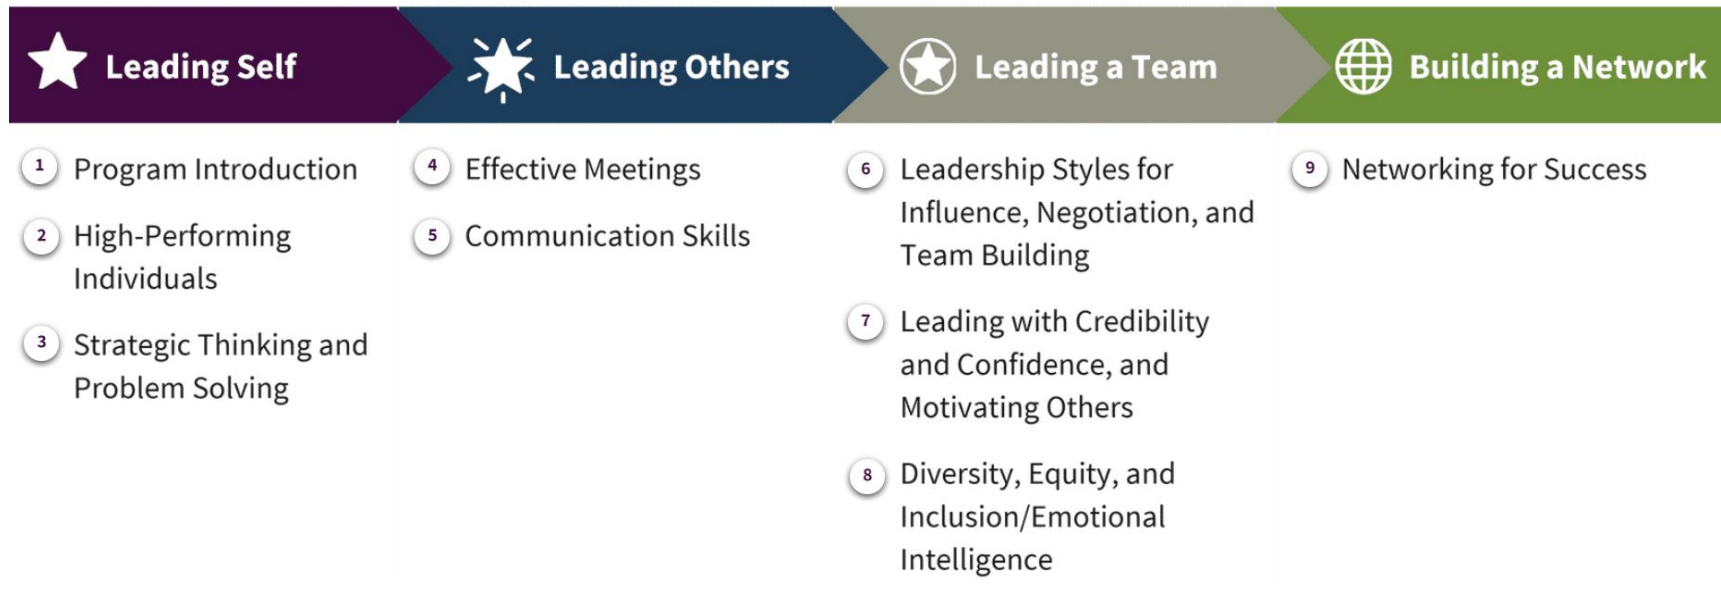 Leading Self
Leading Others
Leading a Team
Building a Network
1 Program Introduction
2 High-Performing
Individuals
3 Strategic Thinking and
Problem Solving
4 Effective Meetings
5 Communication Skills
6 Leadership Styles for
Influence, Negotiation, and
Team Building
7 Leading with Credibility
and Confidence, and
Motivating Others
8 Diversity, Equity, and
Inclusion/Emotional
Intelligence
9 Networking for Success